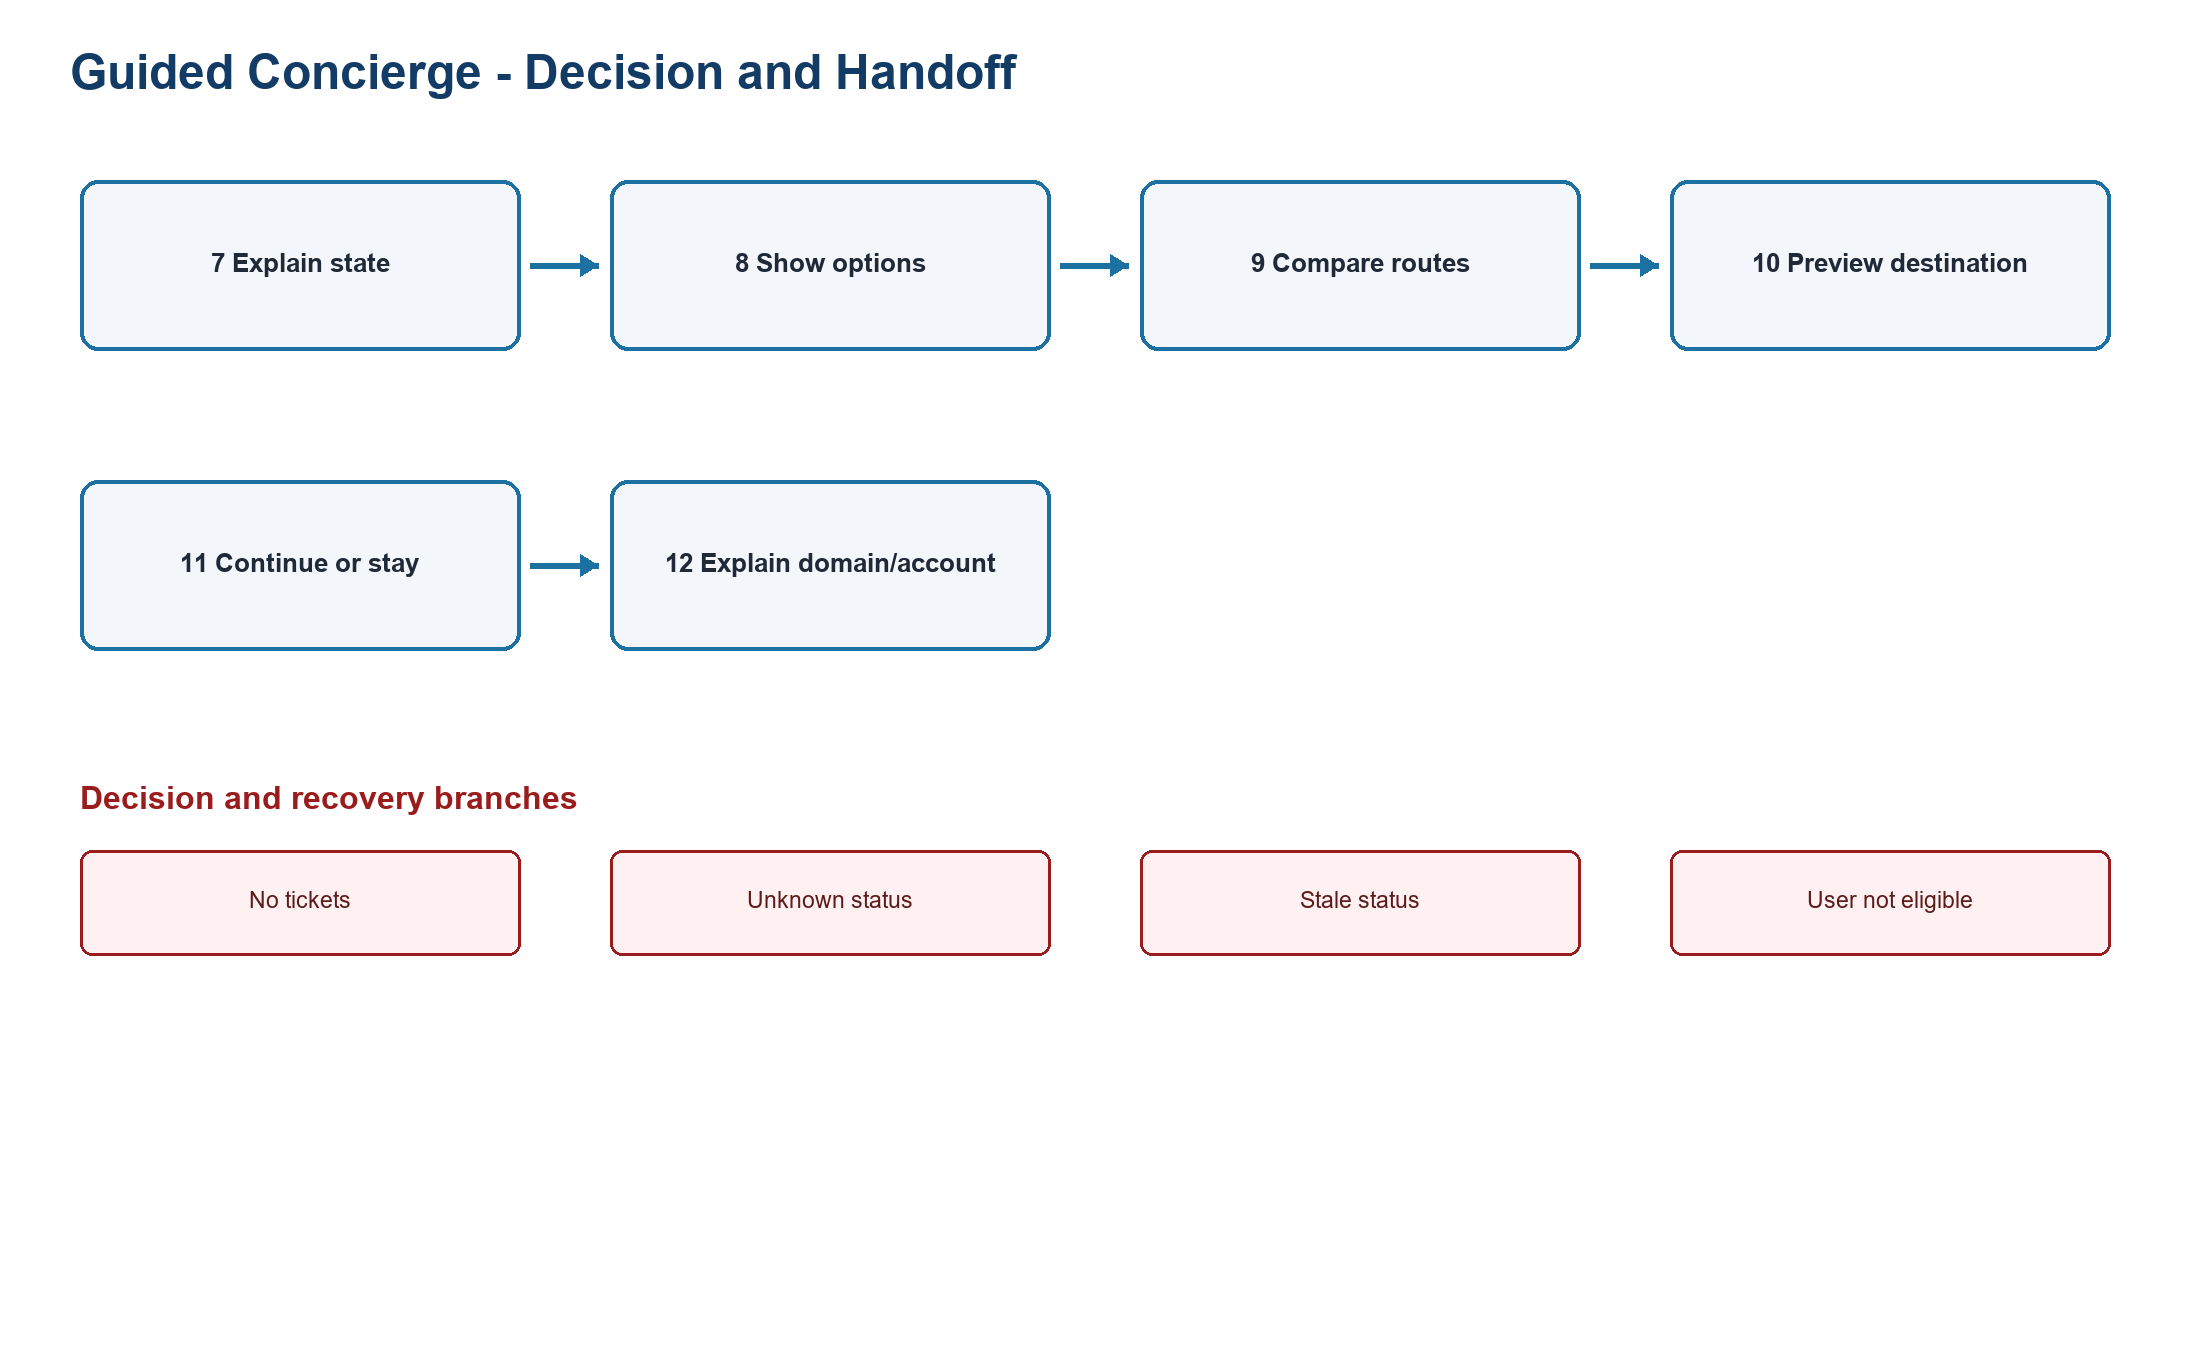 Guided Concierge - Decision and Handoff
7 Explain state
8 Show options
9 Compare routes
10 Preview destination
11 Continue or stay
12 Explain domain/account
Decision and recovery branches
No tickets
Unknown status
Stale status
User not eligible